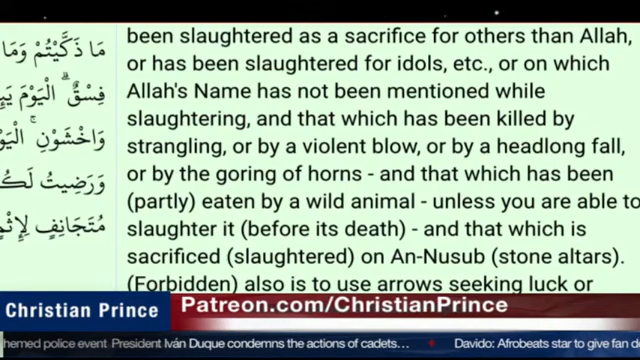 مَا ذَكَّيْتُمْ وَمَا
فِسْقٌ ۗ الْيَوْمَ
وَاخْشَوْنِ ۚ الْيَوْ
وَرَضِيتُ لَكُ
مُتَجَانِفٍ لِإِثْمٍ
been slaughtered as a sacrifice for others than Allah,
or has been slaughtered for idols, etc., or on which
Allah's Name has not been mentioned while
slaughtering, and that which has been killed by
strangling, or by a violent blow, or by a headlong fall,
or by the goring of horns - and that which has been
(partly) eaten by a wild animal - unless you are able to
slaughter it (before its death) - and that which is
sacrificed (slaughtered) on An-Nusub (stone altars).
(Forbidden) also is to use arrows seeking luck or
Christian Prince
Patreon.com/ChristianPrince
hemed police event President Iván Duque condemns the actions of cadets... Davido: Afrobeats star to give fan d